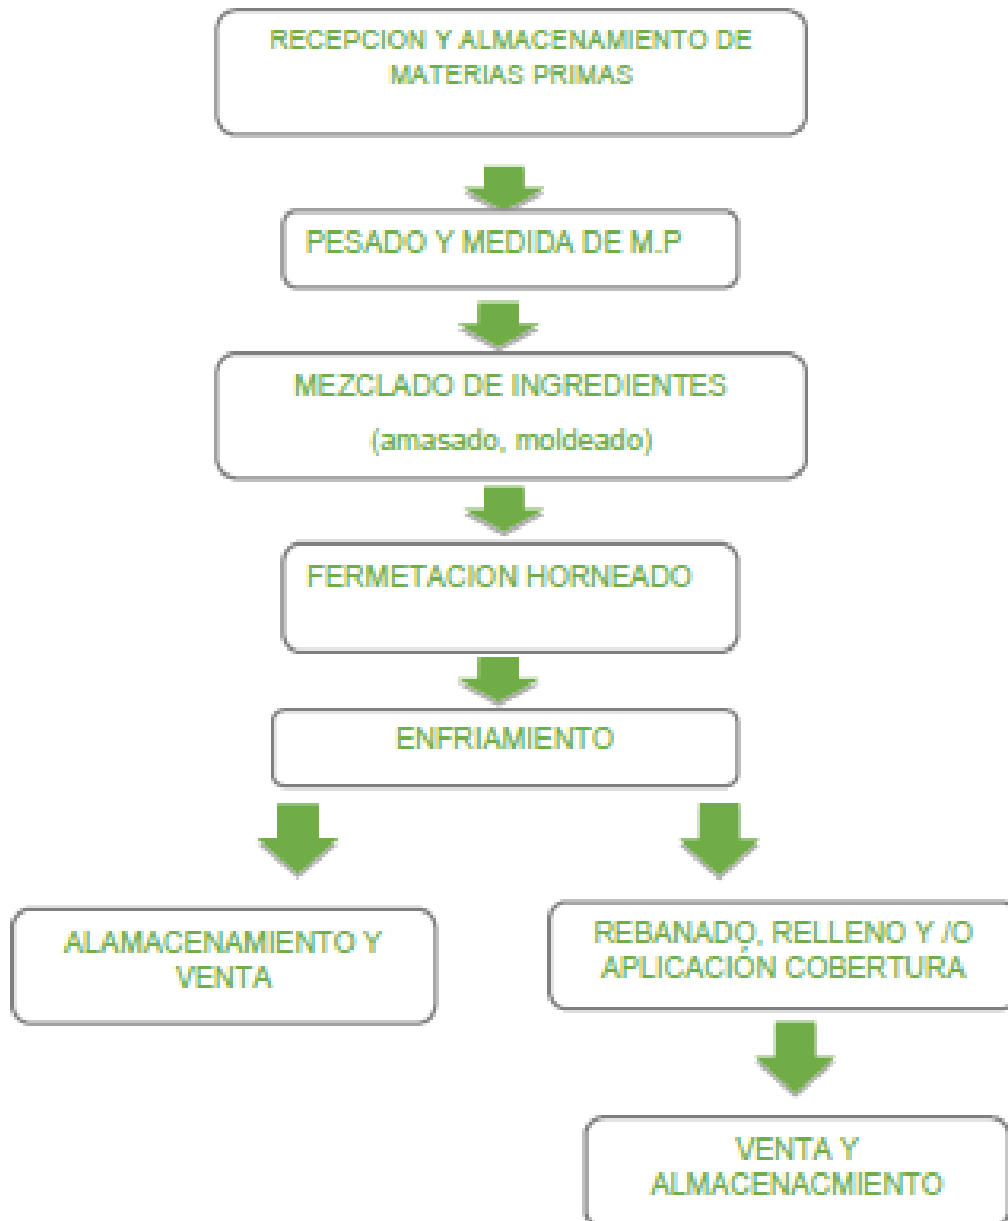 RECEPCION Y ALMACENAMIENTO DE
MATERIAS PRIMAS
PESADO Y MEDIDA DE M.P
MEZCLADO DE INGREDIENTES
(amasado, moldeado)
FERMETACION HORNEADO
ENFRIAMIENTO
ALAMACENAMIENTO Y
VENTA
REBANADO, RELLENO Y /O
APLICACIÓN COBERTURA
VENTA Y
ALMACENACMIENTO